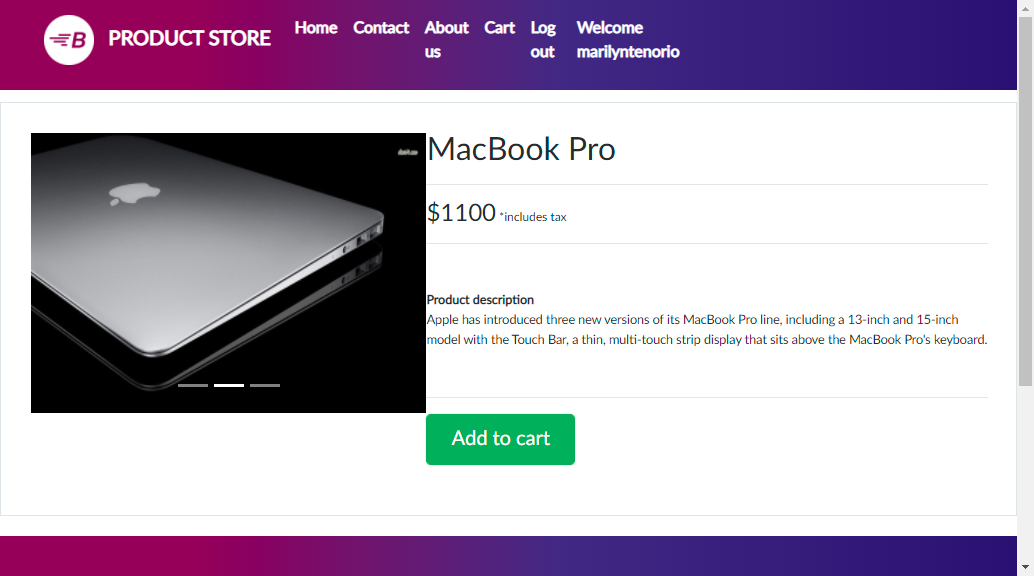 B PRODUCT STORE
Home Contact About us Cart Log out Welcome marilyntenorio
MacBook Pro
$1100 *includes tax
Product description
Apple has introduced three new versions of its MacBook Pro line, including a 13-inch and 15-inch
model with the Touch Bar, a thin, multi-touch strip display that sits above the MacBook Pro's keyboard.
Add to cart